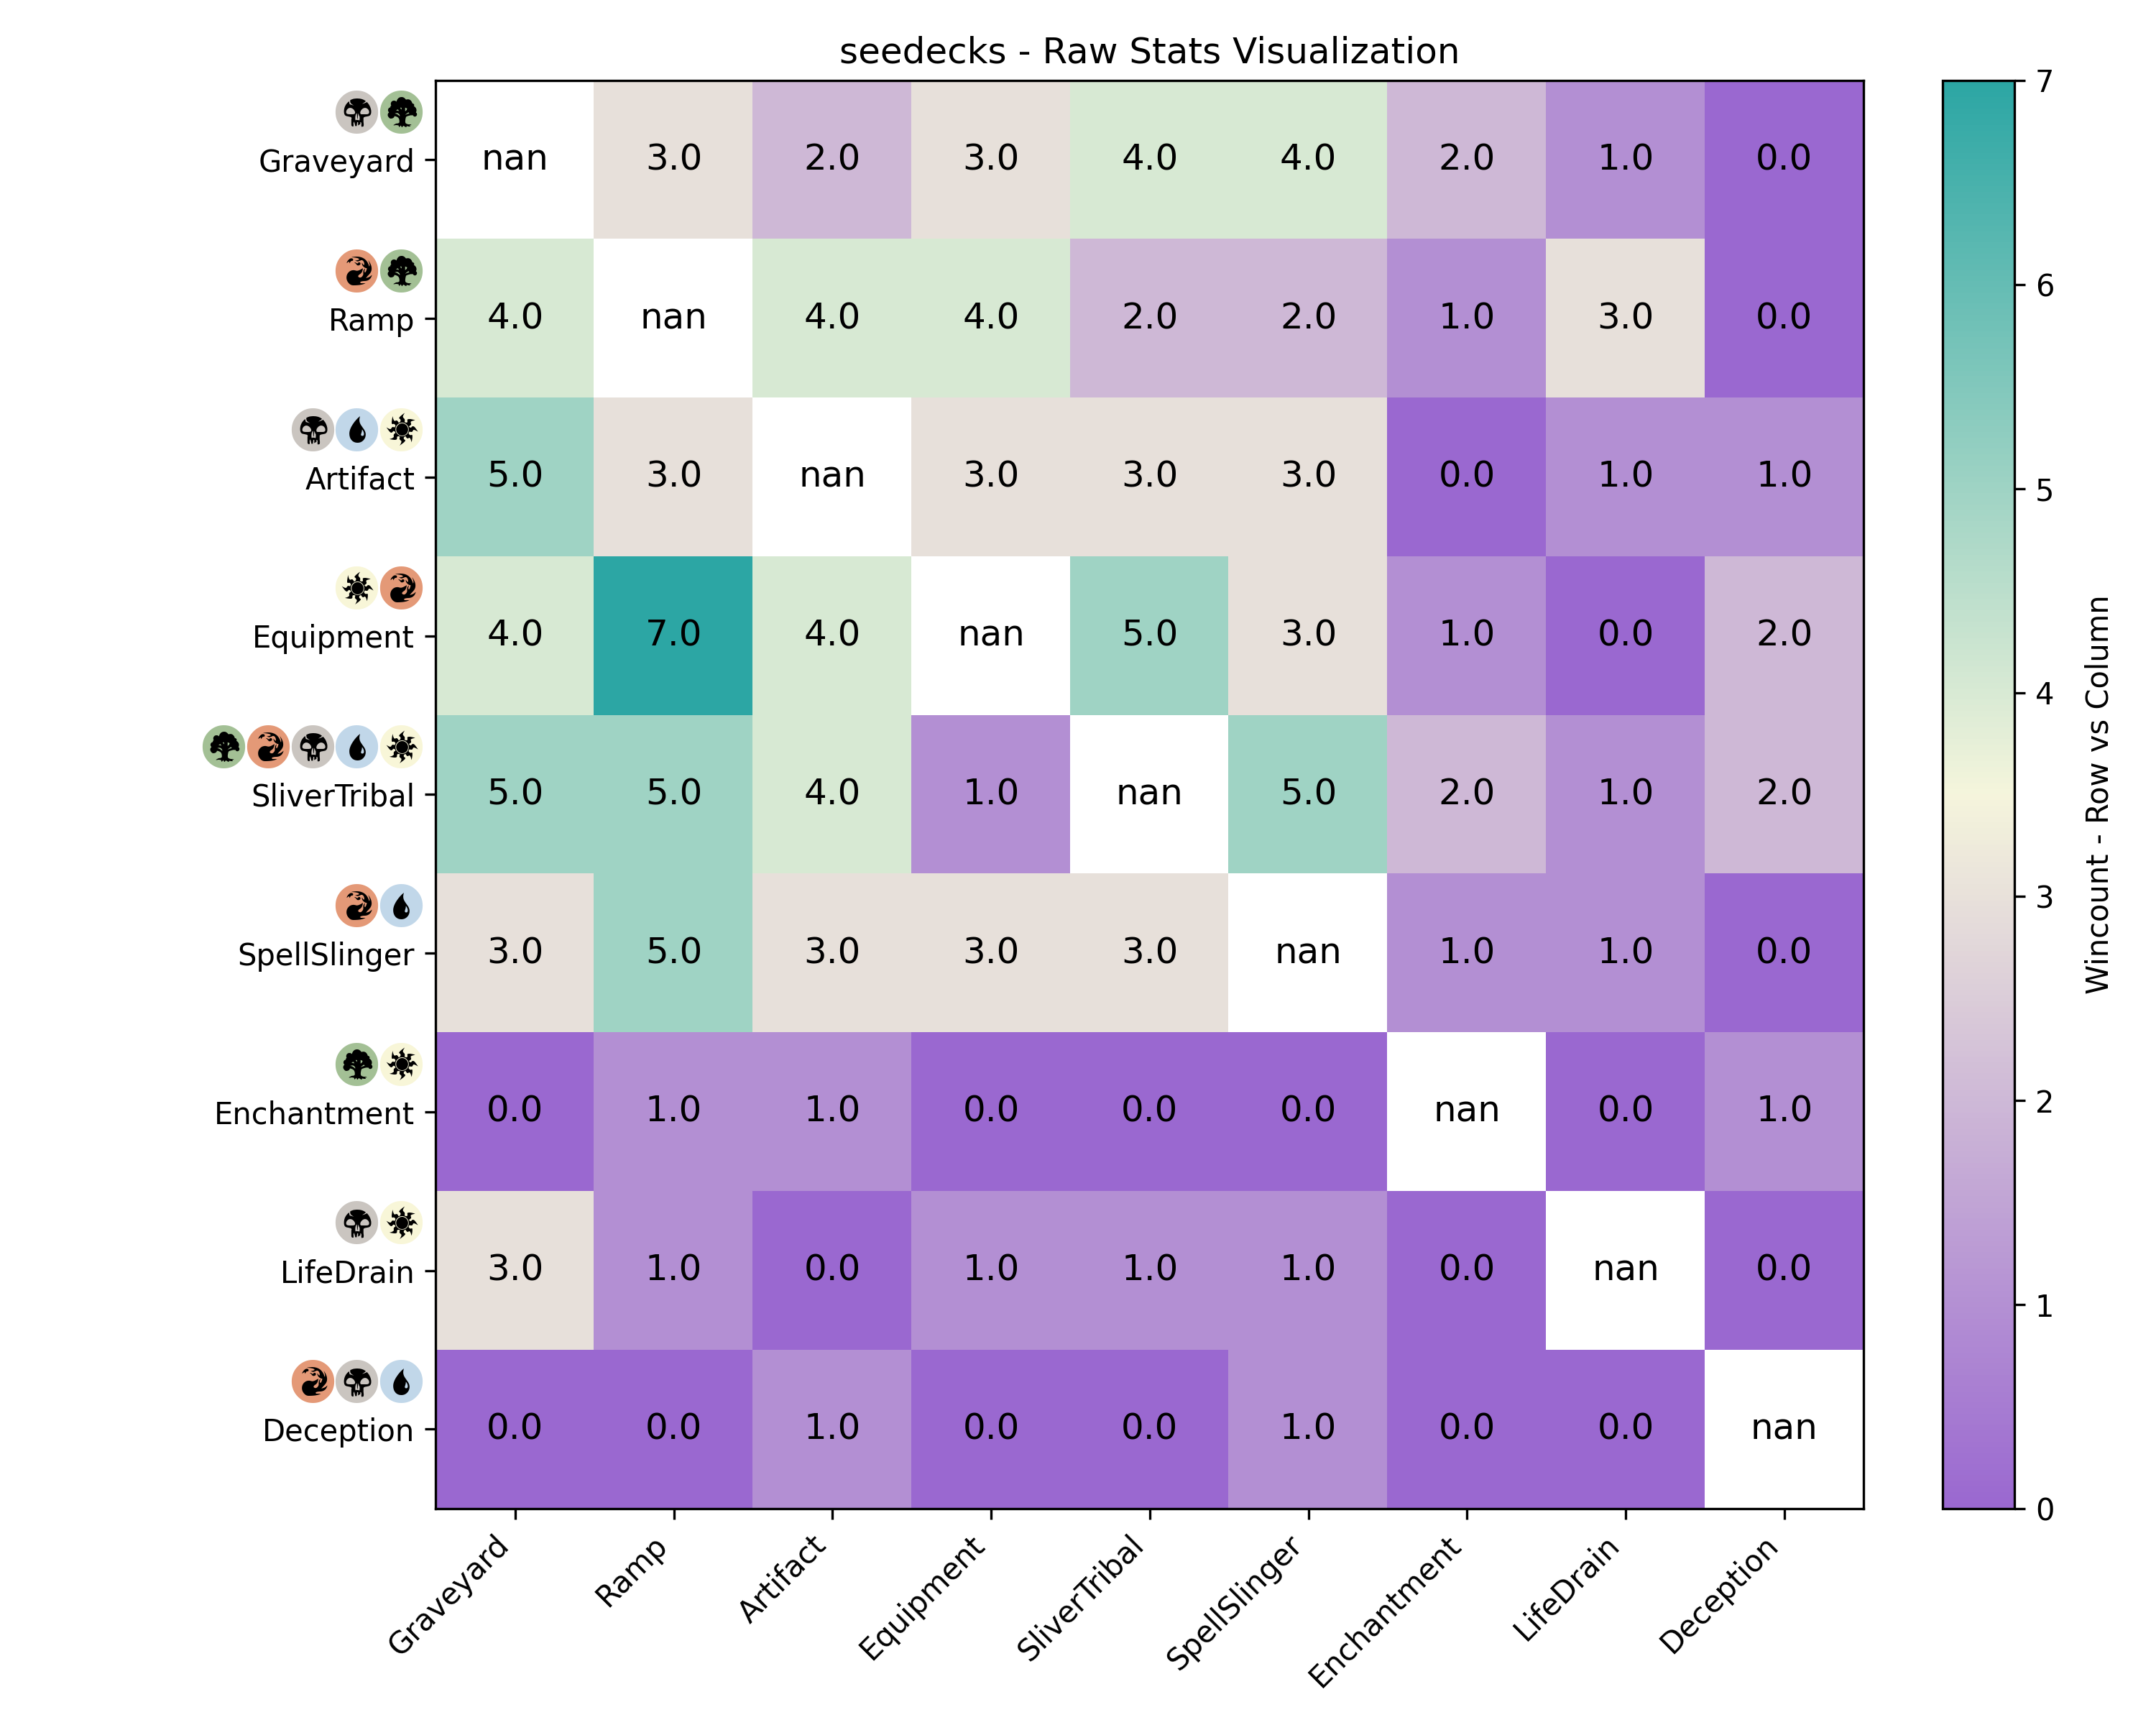 seedecks - Raw Stats Visualization
Graveyard nan 3.0 2.0 3.0 4.0 4.0 2.0 1.0 0.0
Ramp 4.0 nan 4.0 4.0 2.0 2.0 1.0 3.0 0.0
Artifact 5.0 3.0 nan 3.0 3.0 3.0 0.0 1.0 1.0
Equipment 4.0 7.0 4.0 nan 5.0 3.0 1.0 0.0 2.0
SliverTribal 5.0 5.0 4.0 1.0 nan 5.0 2.0 1.0 2.0
SpellSlinger 3.0 5.0 3.0 3.0 3.0 nan 1.0 1.0 0.0
Enchantment 0.0 1.0 1.0 0.0 0.0 0.0 nan 0.0 1.0
LifeDrain 3.0 1.0 0.0 1.0 1.0 1.0 0.0 nan 0.0
Deception 0.0 0.0 1.0 0.0 0.0 1.0 0.0 0.0 nan
Graveyard Ramp Artifact Equipment SliverTribal SpellSlinger Enchantment LifeDrain Deception
7
6
5
4
3
2
1
0
Wincount - Row vs Column